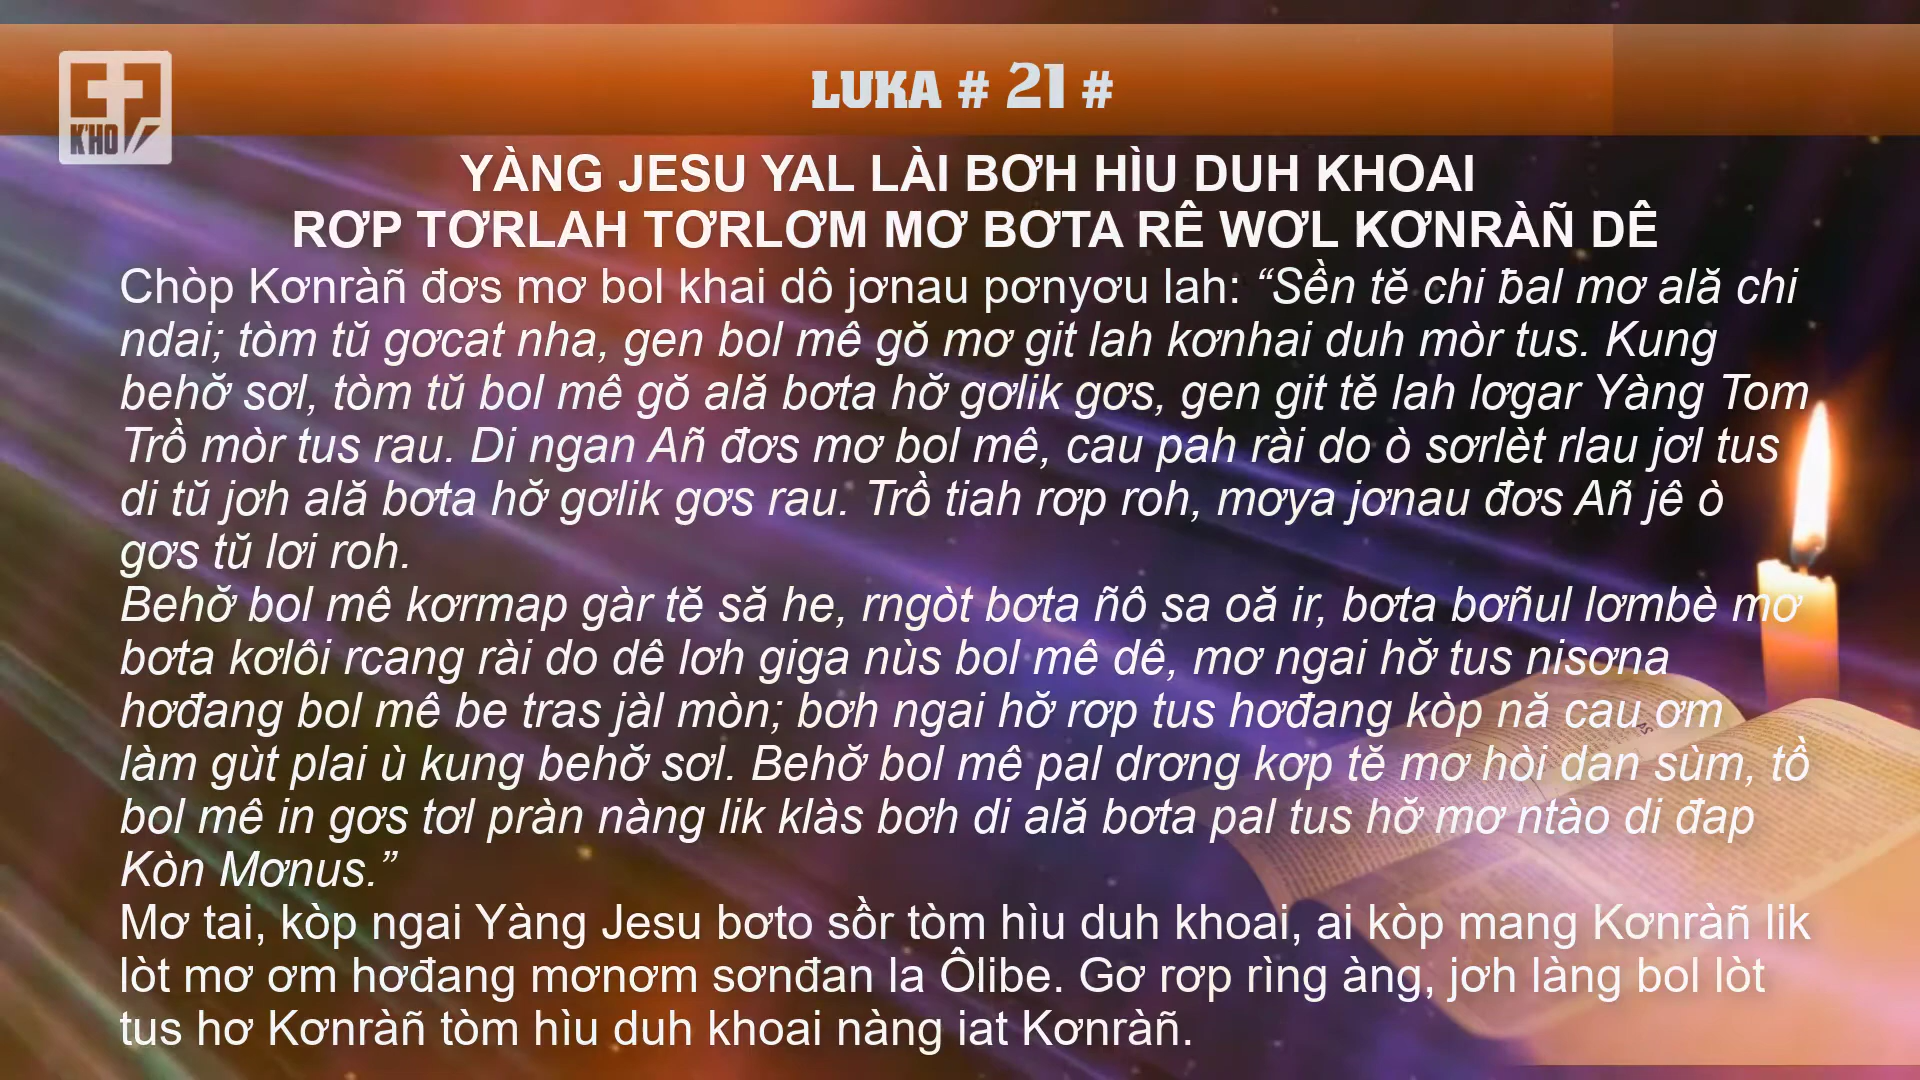 K'HO
LUKA # 21 #
YÀNG JESU YAL LÀI BƠH HÌU DUH KHOAI
RƠP TƠRLAH TƠRLƠM MƠ BƠTA RÊ WƠL KƠNRÀÑ DÊ
Chòp Kơnràñ đơs mơ bol khai dô jơnau pơnyơu lah: “Sền tĕ chi ƀal mơ ală chi
ndai; tòm tŭ gơcat nha, gen bol mê gŏ mơ git lah kơnhai duh mòr tus. Kung
behơ̆ sơl, tòm tŭ bol mê gŏ ală bơta hơ̆ gơlik gơs, gen git tĕ lah lơgar Yàng Tom
Trồ mòr tus rau. Di ngan Añ đơs mơ bol mê, cau pah rài do ò sơrlèt rlau jơl tus
di tŭ jơh ală bơta hơ̆ gơlik gơs rau. Trồ tiah rơp roh, mơya jơnau đơs Añ jê ò
gơs tŭ lơi roh.
Behơ̆ bol mê kơrmap gàr tĕ să he, rngòt bơta ñô sa oă ir, bơta bơñul lơmbè mơ
bơta kơlôi rcang rài do dê lơh giga nùs bol mê dê, mơ ngai hơ̆ tus nisơna
hơđang bol mê be tras jàl mòn; bơh ngai hơ̆ rơp tus hơđang kòp nă cau ơm
làm gùt plai ù kung behơ̆ sơl. Behơ̆ bol mê pal drơng kơp tĕ mơ hòi dan sùm, tồ
bol mê in gơs tơl pràn nàng lik klàs bơh di ală bơta pal tus hơ̆ mơ ntào di đap
Kòn Mơnus.”
Mơ tai, kòp ngai Yàng Jesu bơto sồr tòm hìu duh khoai, ai kòp mang Kơnràñ lik
lòt mơ ơm hơđang mơnơm sơnđan la Ôlibe. Gơ rơp rìng àng, jơh làng bol lòt
tus hơ Kơnràñ tòm hìu duh khoai nàng iat Kơnràñ.